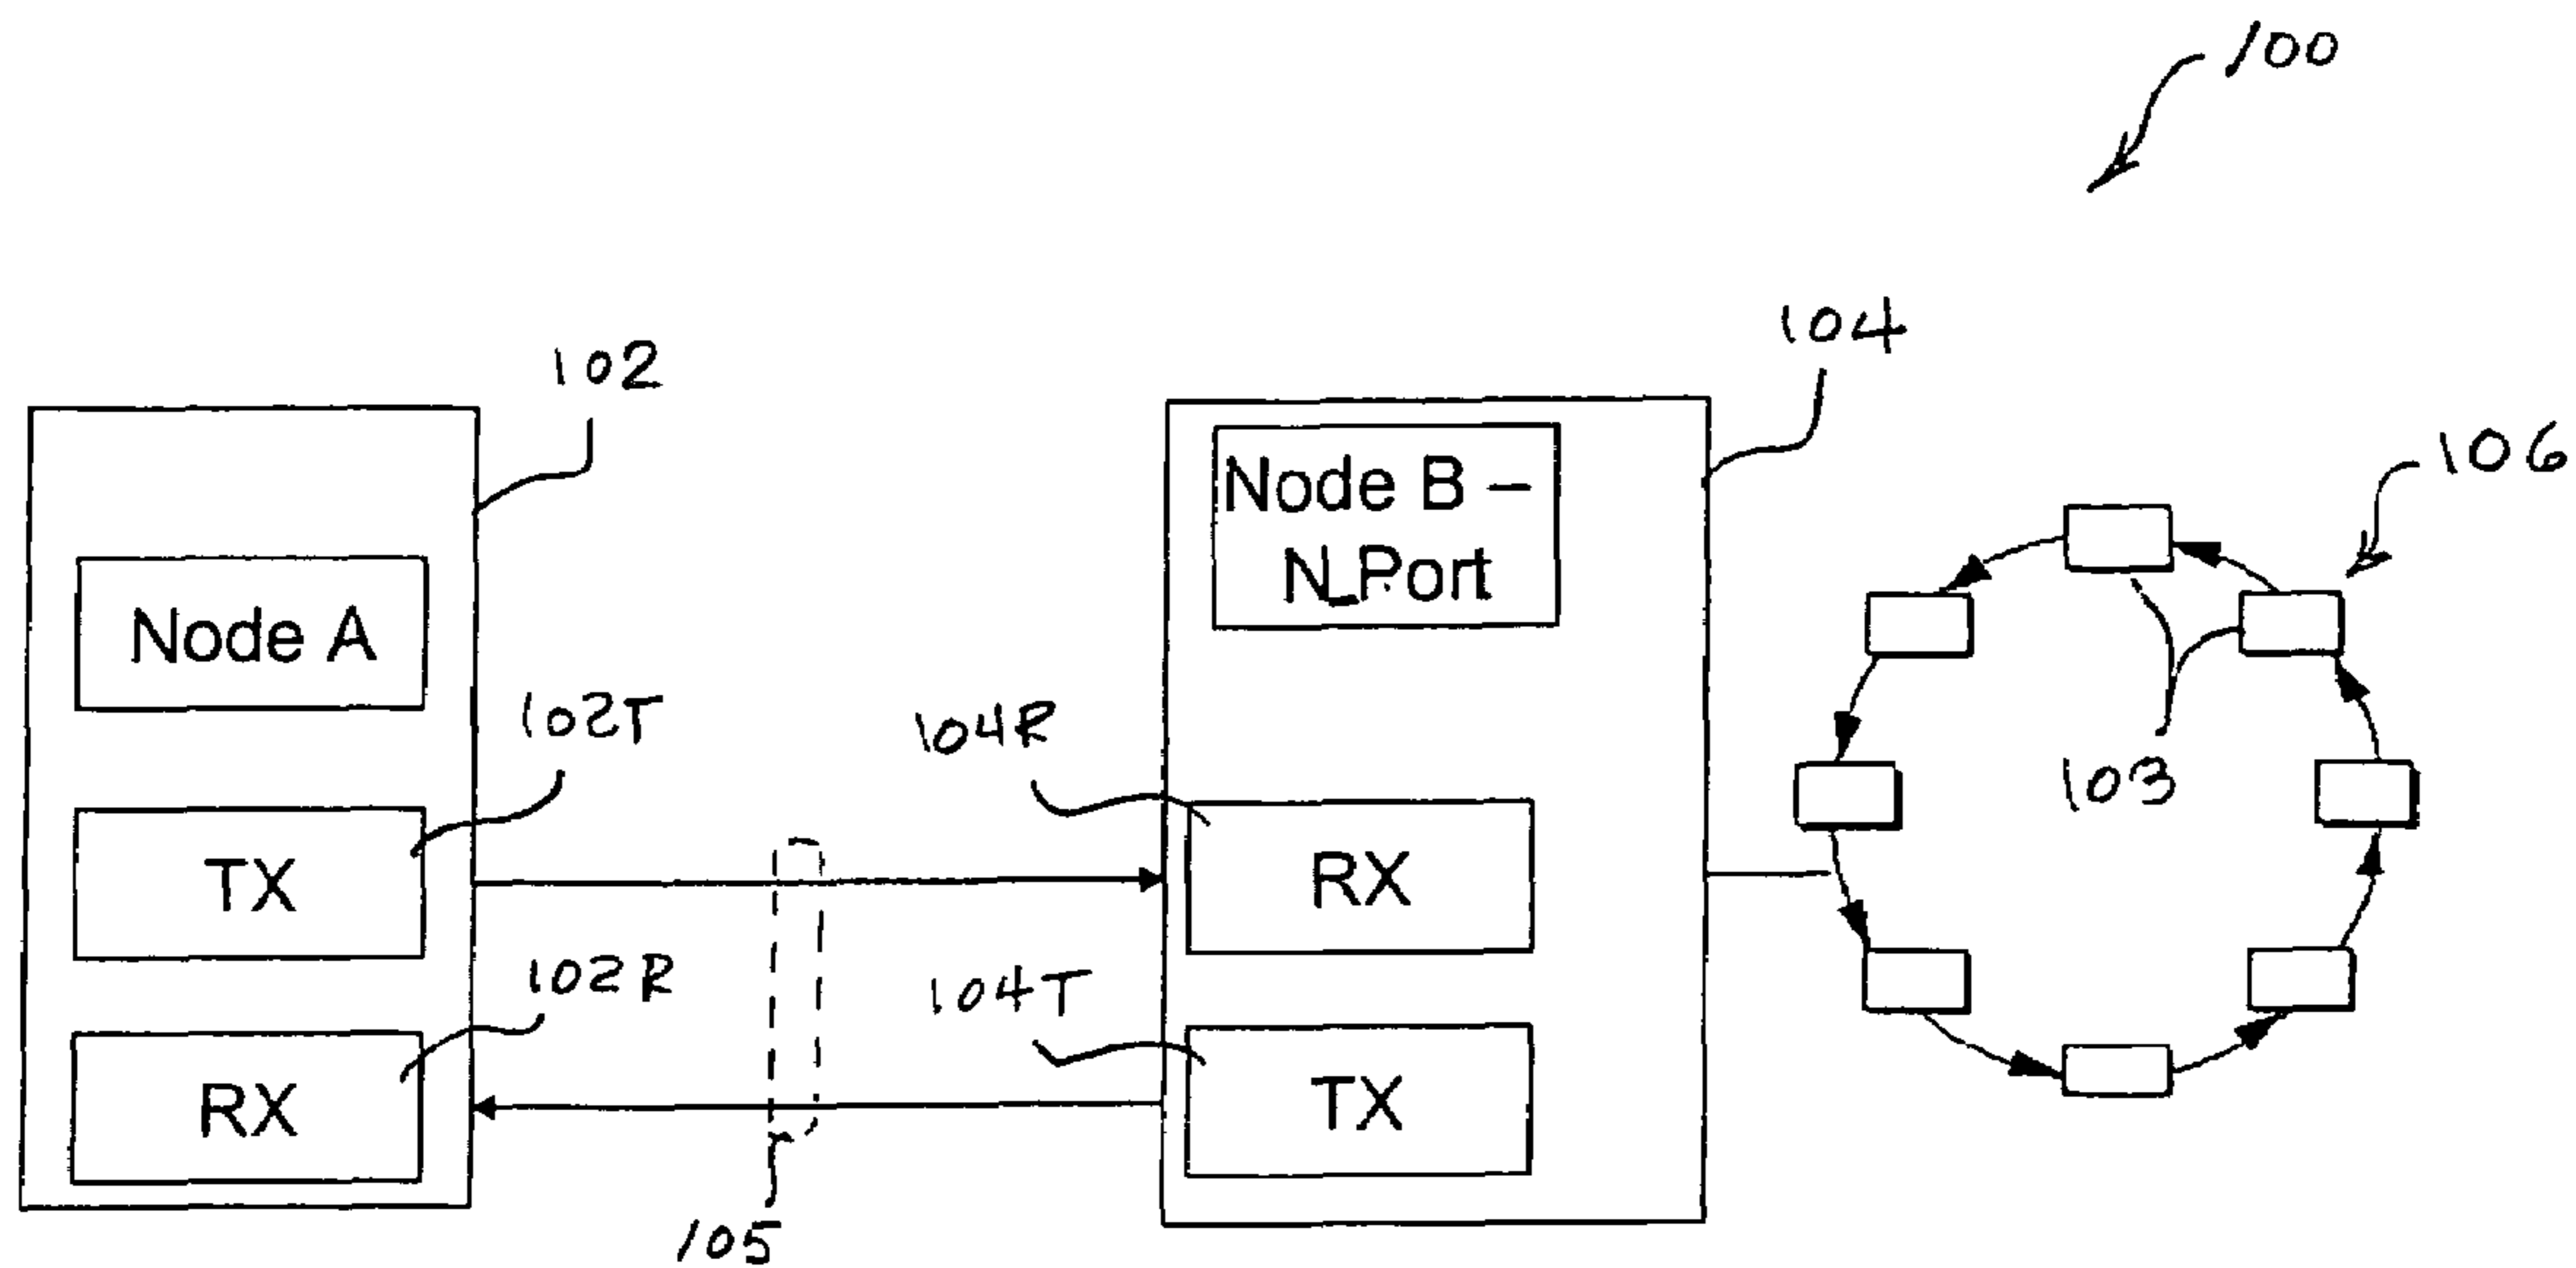 100
102
104
106
Node B –
N_Port
Node A
102T
104R
103
TX
RX
102R
104T
RX
TX
105